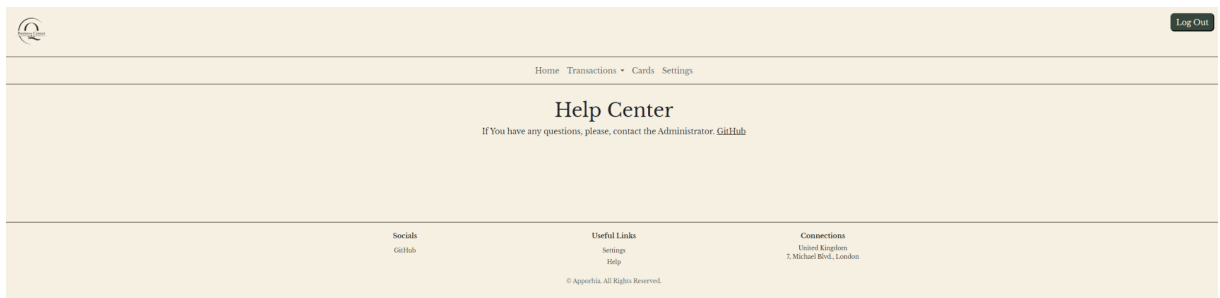 Log Out
Home Transactions Cards Settings
Help Center
If You have any questions, please, contact the Administrator. GitHub
Socials
GitHub
Useful Links
Settings
Help
Connections
United Kingdom
7, Michael Blvd., London
© Apporhia. All Rights Reserved.